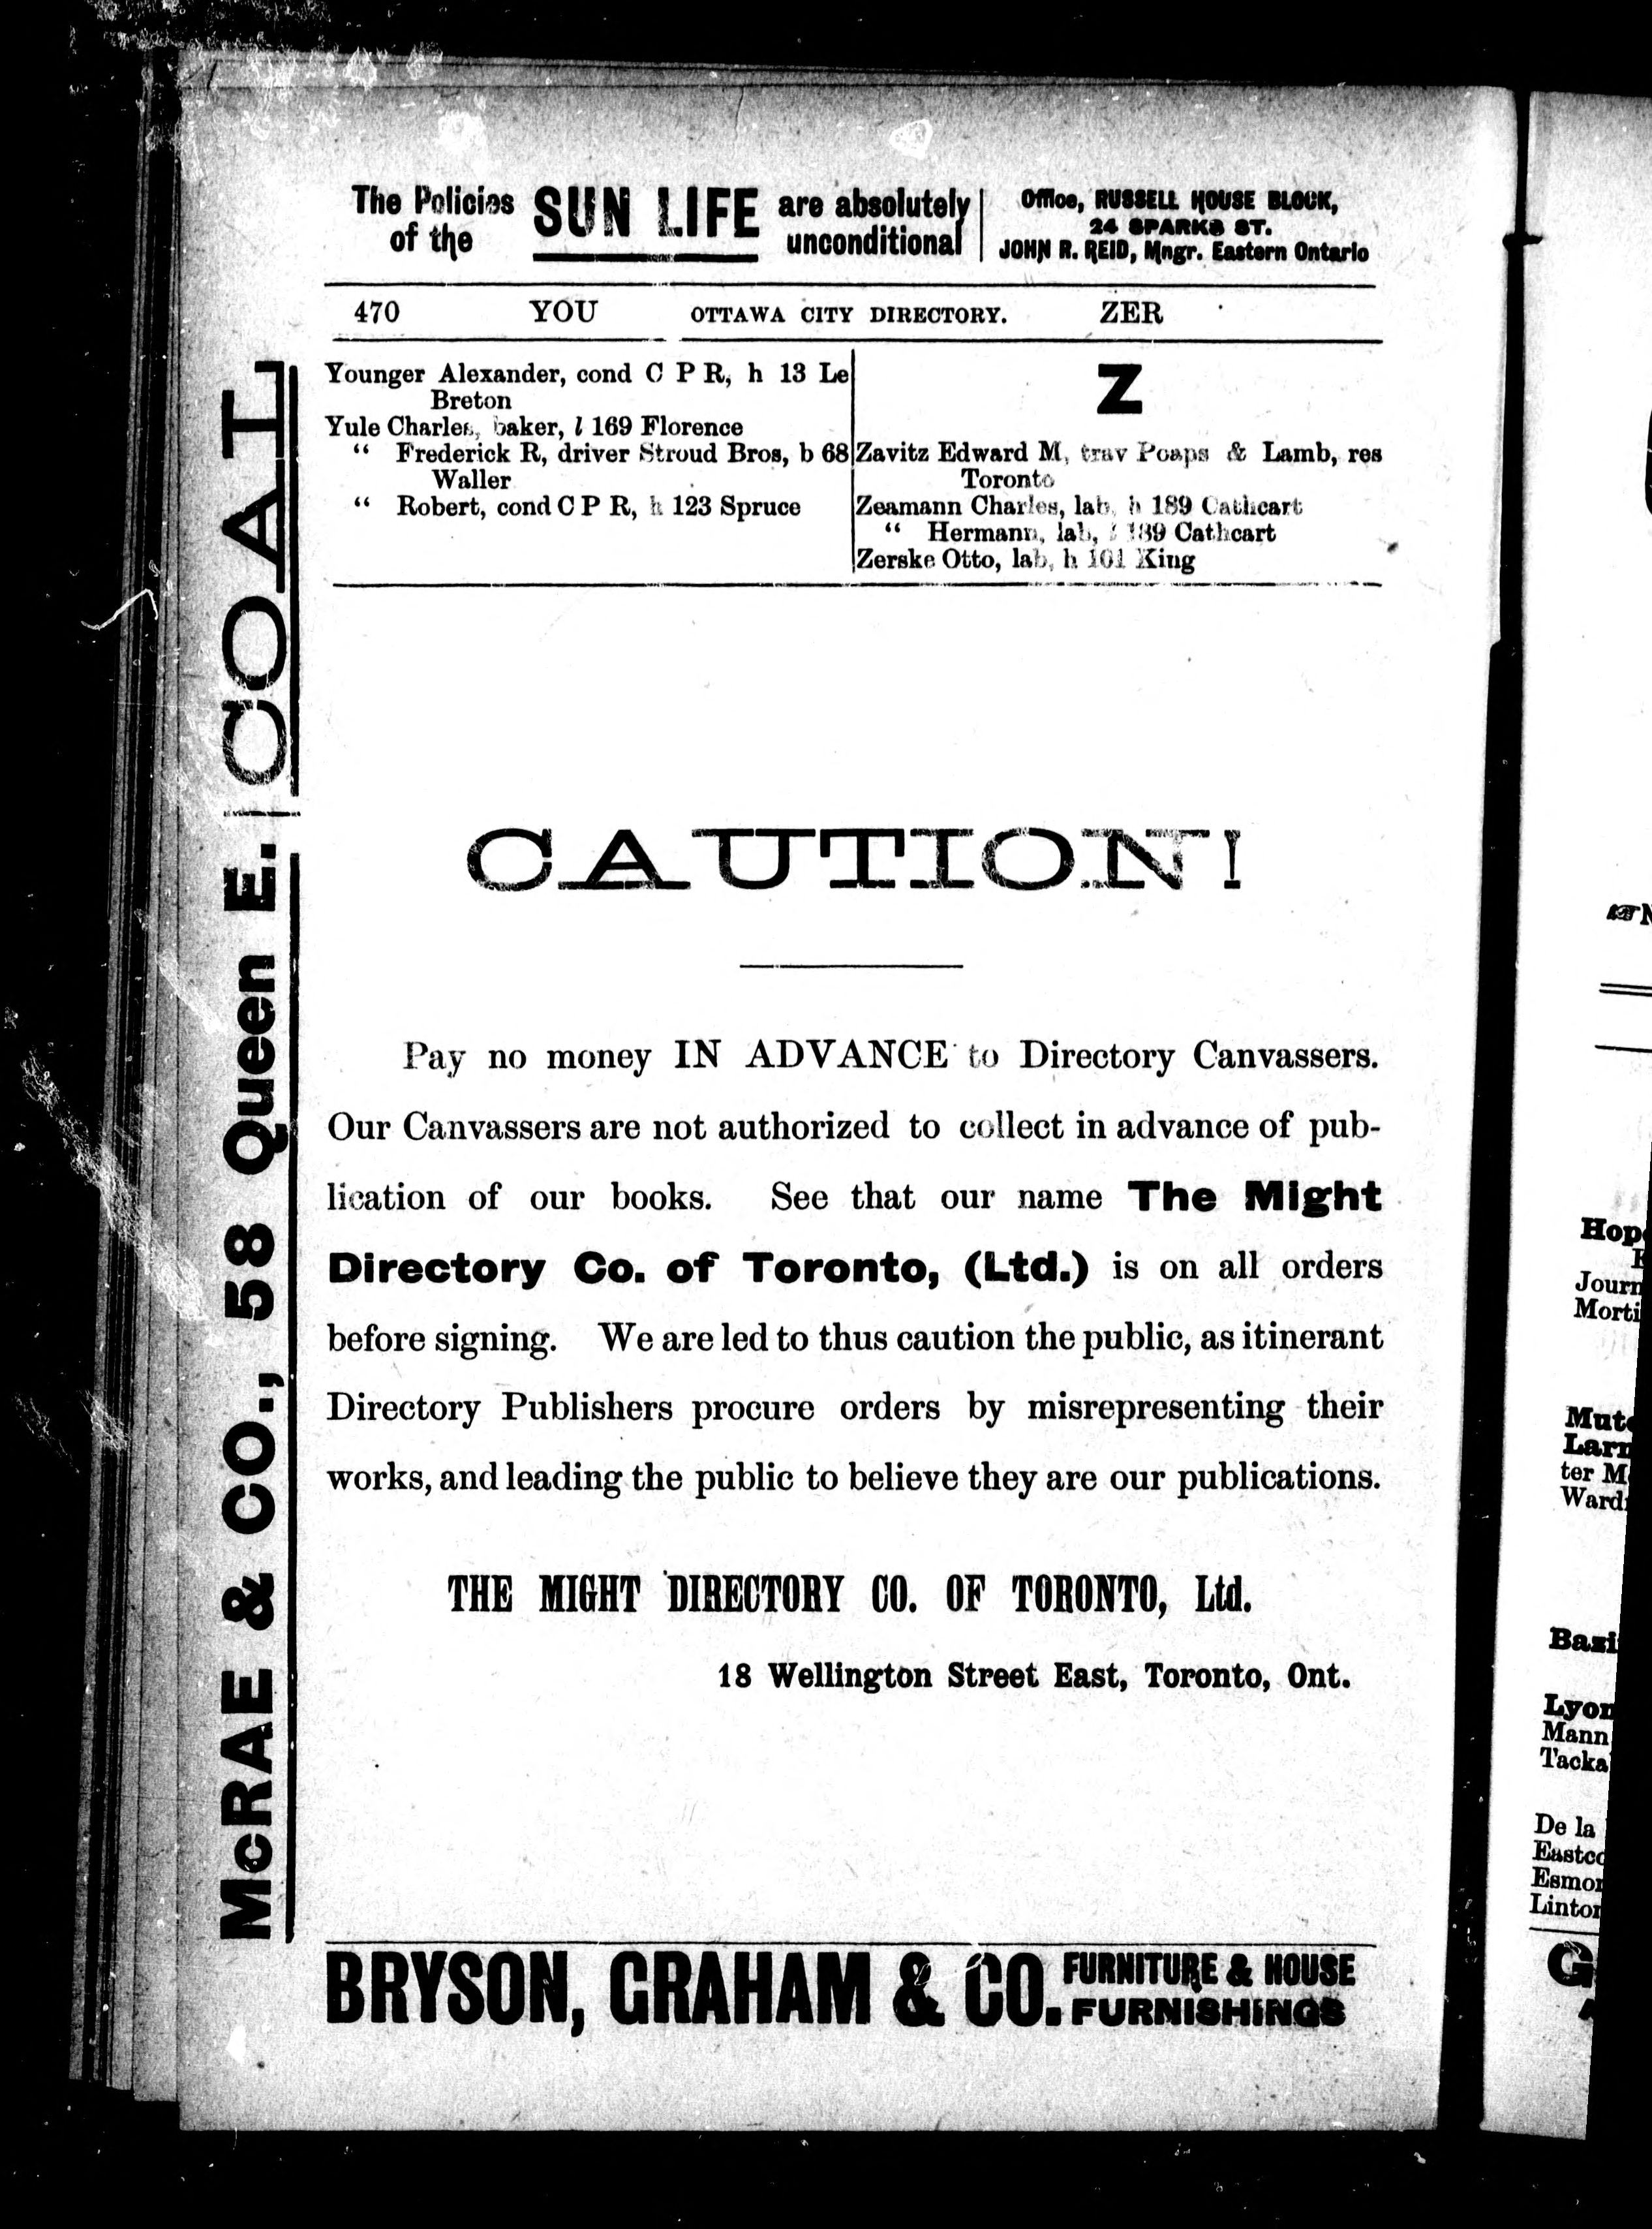 The Policies of the SUN LIFE are absolutely unconditional
Office, RUSSELL HOUSE BLOCK,
24 SPARKS ST.
JOHN R. REID, Mngr. Eastern Ontario
470 YOU OTTAWA CITY DIRECTORY. ZER
Younger Alexander, cond C P R, h 13 Le
Breton
Yule Charles, baker, l 169 Florence
“ Frederick R, driver Stroud Bros, b 68
Waller
“ Robert, cond C P R, h 123 Spruce
Z
Zavitz Edward M, trav Poaps & Lamb, res
Toronto
Zeamann Charles, lab, h 189 Cathcart
“ Hermann, lab, l 189 Cathcart
Zerske Otto, lab, h 101 King
McRAE & CO., 58 Queen E. COAL
CAUTION!
Pay no money IN ADVANCE to Directory Canvassers.
Our Canvassers are not authorized to collect in advance of pub-
lication of our books. See that our name The Might
Directory Co. of Toronto, (Ltd.) is on all orders
before signing. We are led to thus caution the public, as itinerant
Directory Publishers procure orders by misrepresenting their
works, and leading the public to believe they are our publications.
THE MIGHT DIRECTORY CO. OF TORONTO, Ltd.
18 Wellington Street East, Toronto, Ont.
BRYSON, GRAHAM & CO. FURNITURE & HOUSE
FURNISHINGS
Journ
Morti
ter M
Mann
Tacka
De la